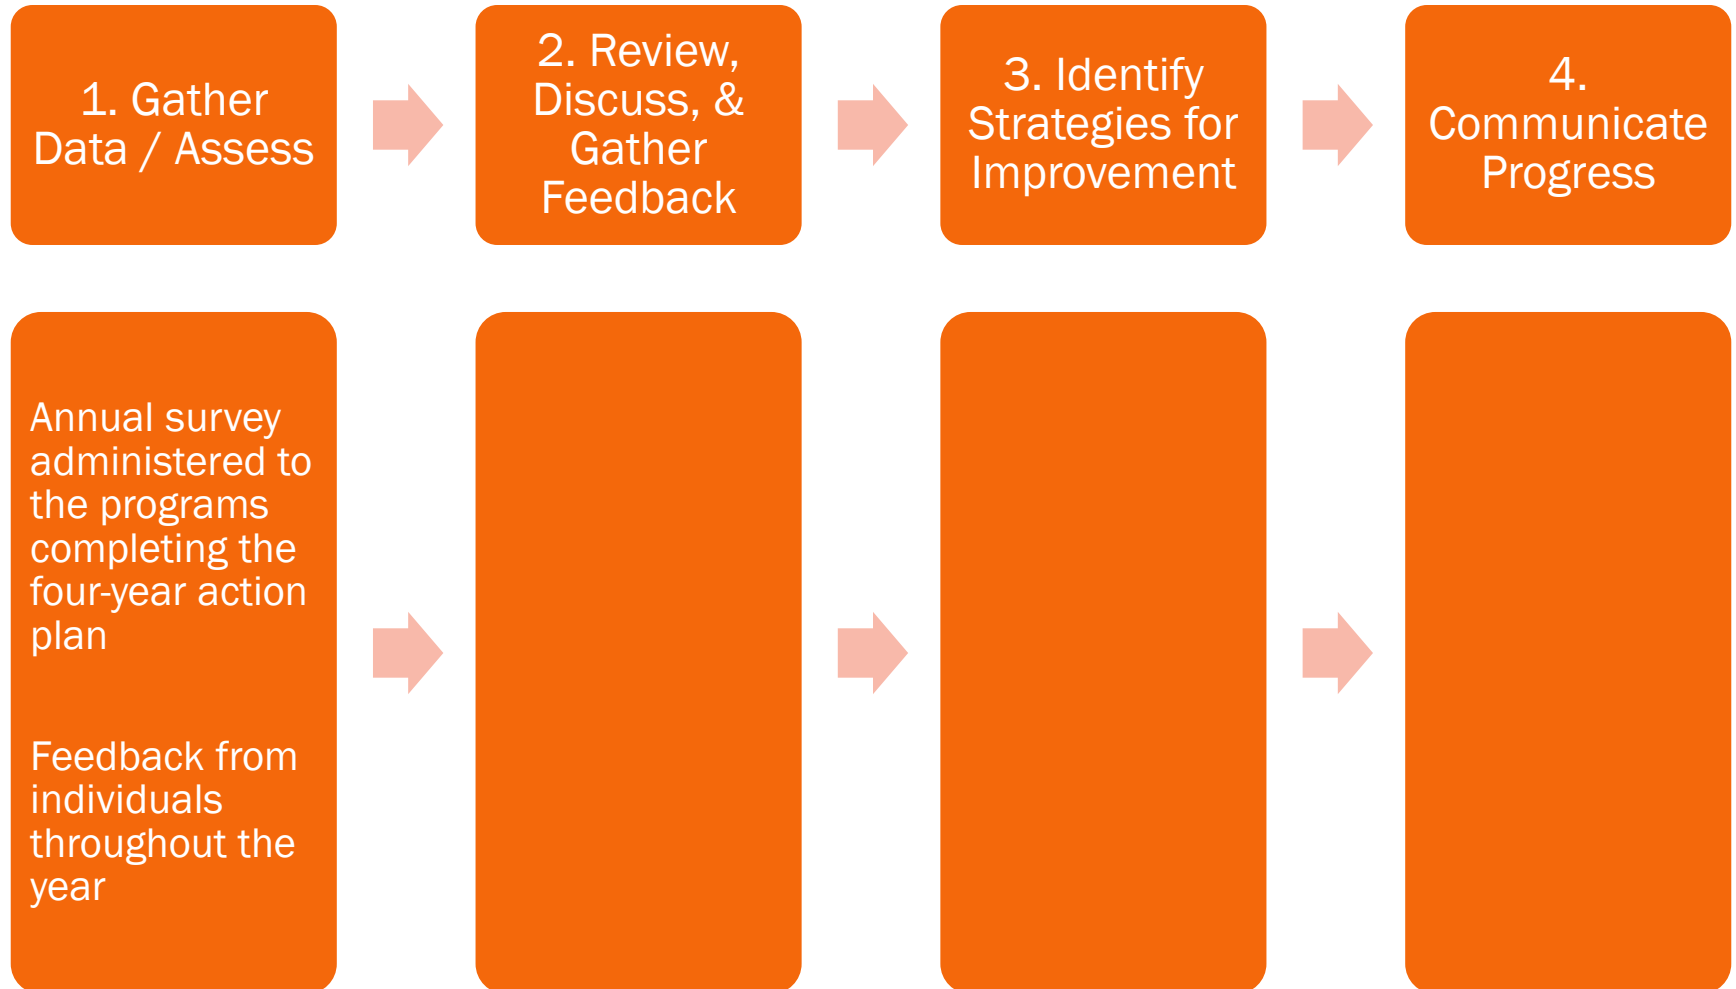 1. Gather
Data / Assess
2. Review,
Discuss, &
Gather
Feedback
3. Identify
Strategies for
Improvement
4.
Communicate
Progress
Annual survey
administered to
the programs
completing the
four-year action
plan
Feedback from
individuals
throughout the
year